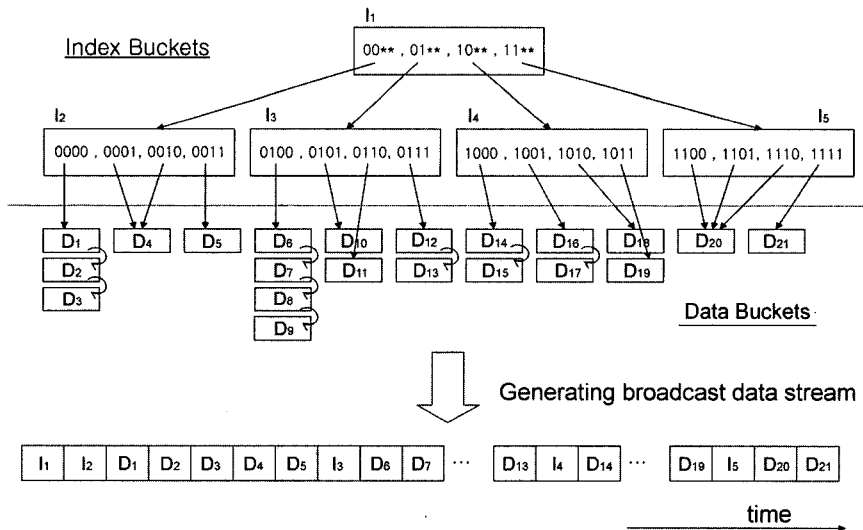 I1
Index Buckets
00** , 01** , 10** , 11**
I2
I3
I4
I5
0000 , 0001, 0010, 0011
0100 , 0101, 0110, 0111
1000 , 1001, 1010, 1011
1100 , 1101, 1110, 1111
D1 D4 D5 D6 D10 D12 D14 D16 D18 D20 D21
D2 D7 D11 D13 D15 D17 D19
D3 D8
D9
Data Buckets
Generating broadcast data stream
I1 I2 D1 D2 D3 D4 D5 I3 D6 D7 ... D13 I4 D14 ... D19 I5 D20 D21
time